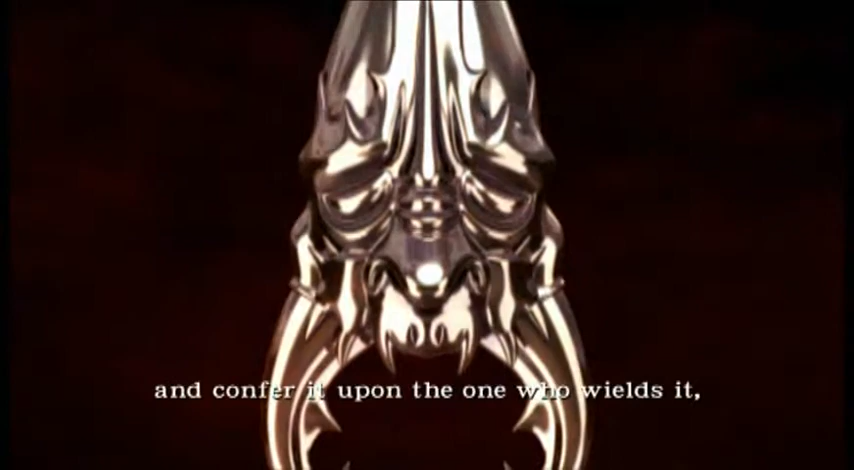 and confer it upon the one who wields it,